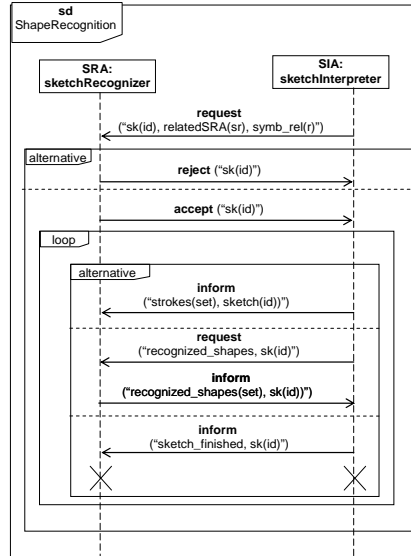 sd
ShapeRecognition
SRA:
sketchRecognizer
SIA:
sketchInterpreter
request
(“sk(id), relatedSRA(sr), symb_rel(r)”)
alternative
reject (“sk(id)”)
accept (“sk(id)”)
loop
alternative
inform
(“strokes(set), sketch(id))”)
request
(“recognized_shapes, sk(id)”)
inform
(“recognized_shapes(set), sk(id))”)
inform
(“sketch_finished, sk(id)”)